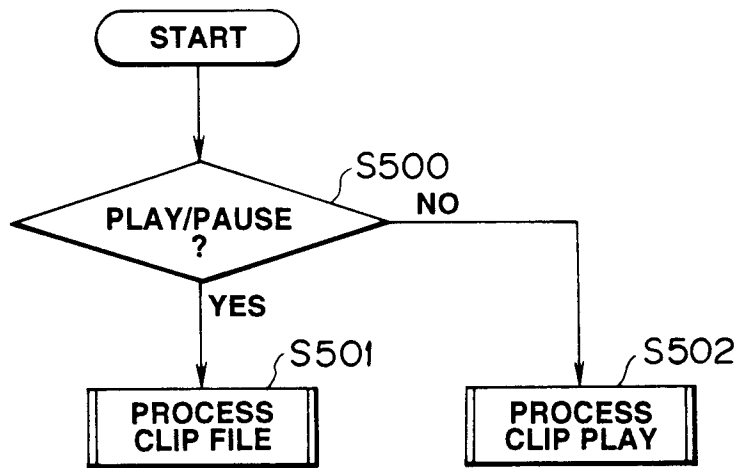 START
S500
PLAY/PAUSE
?
NO
YES
S501
S502
PROCESS
CLIP FILE
PROCESS
CLIP PLAY